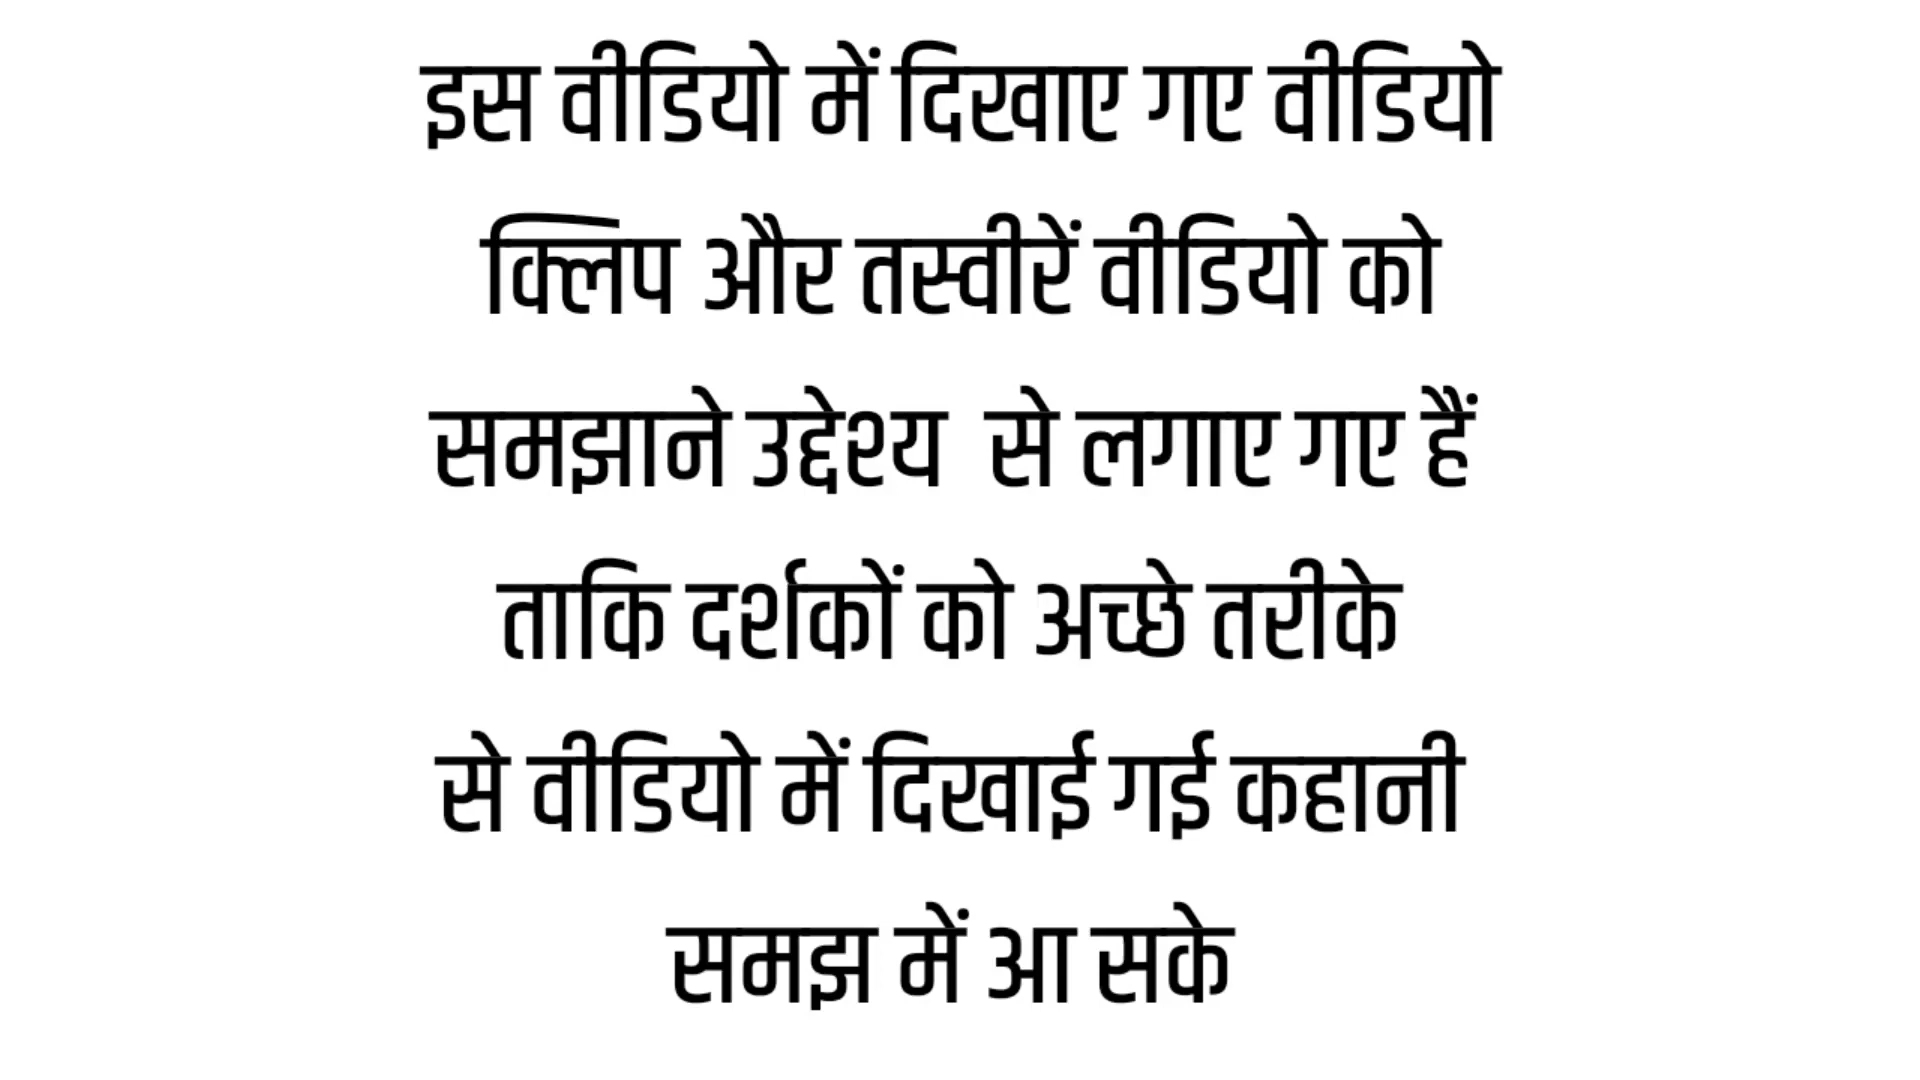 इस वीडियो में दिखाए गए वीडियो
क्लिप और तस्वीरें वीडियो को
समझाने उद्देश्य से लगाए गए हैं
ताकि दर्शकों को अच्छे तरीके
से वीडियो में दिखाई गई कहानी
समझ में आ सके